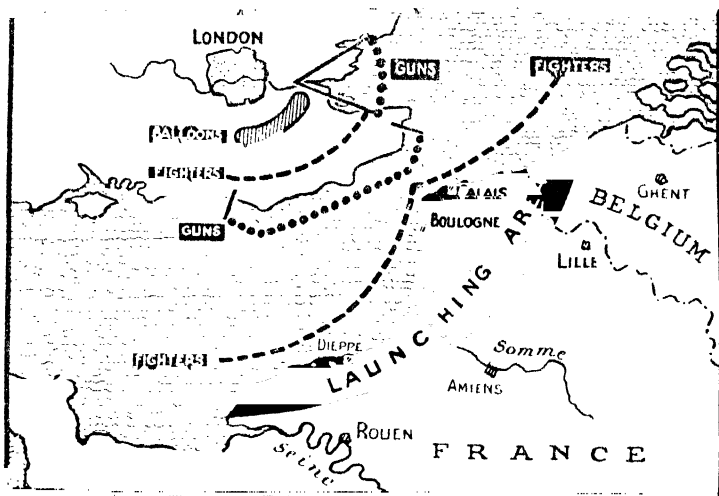 LONDON
GUNS
FIGHTERS
BALLOONS
FIGHTERS
GUNS
CALAIS
BOULOGNE
GHENT
BELGIUM
LILLE
LAUNCHING AREA
FIGHTERS
DIEPPE
Somme
AMIENS
ROUEN
Seine
FRANCE